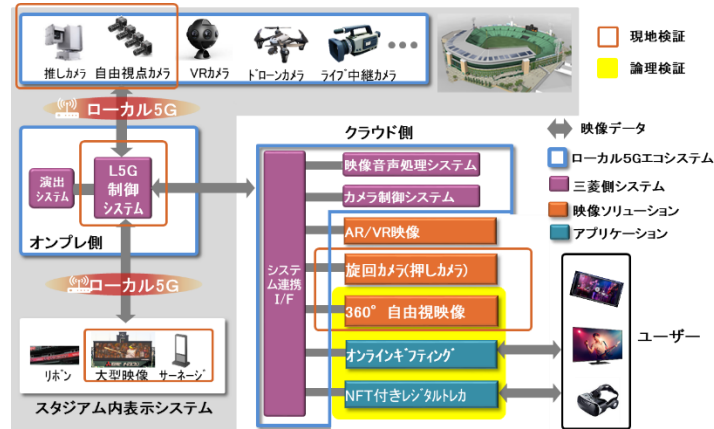 推しカメラ
自由視点カメラ
VRカメラ
ドローンカメラ
ライブ中継カメラ
現地検証
論理検証
ローカル5G
クラウド側
映像データ
ローカル5Gエコシステム
三菱側システム
映像ソリューション
アプリケーション
演出
システム
L5G
制御
システム
オンプレ側
映像音声処理システム
カメラ制御システム
AR/VR映像
システ
ム連携
I/F
旋回カメラ(押しカメラ)
360°自由視映像
オンラインギフティング
NFT付きレジタルトレカ
ユーザー
ローカル5G
リボン
大型映像
サーネージ
スタジアム内表示システム